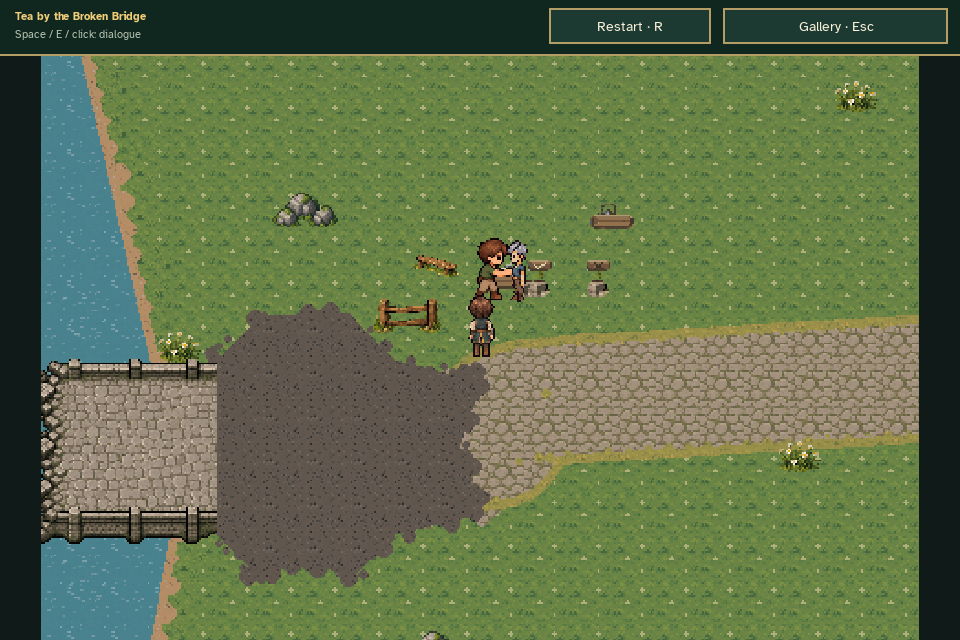 Tea by the Broken Bridge
Space / E / click: dialogue
Restart · R
Gallery · Esc